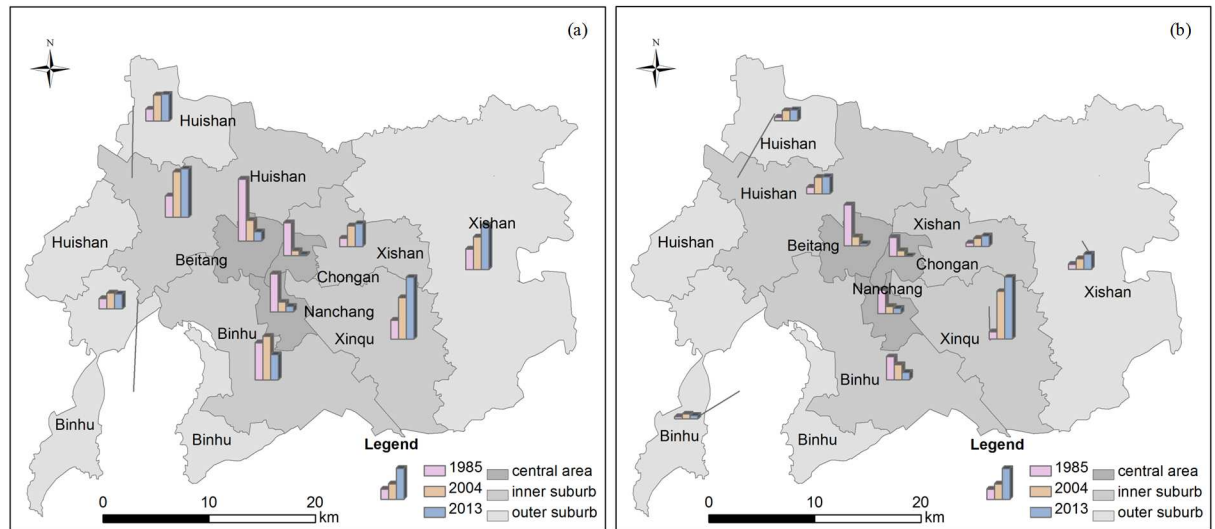 (a)
N
Huishan
Huishan
Huishan
Beitang
Xishan
Xishan
Chongan
Nanchang
Binhu
Xinqu
Binhu
Binhu
Legend
1985 central area
2004 inner suburb
2013 outer suburb
0 10 20
km
(b)
N
Huishan
Huishan
Huishan
Xishan
Beitang
Chongan
Xishan
Nanchang
Xinqu
Binhu
Binhu
Binhu
Legend
1985 central area
2004 inner suburb
2013 outer suburb
0 10 20
km